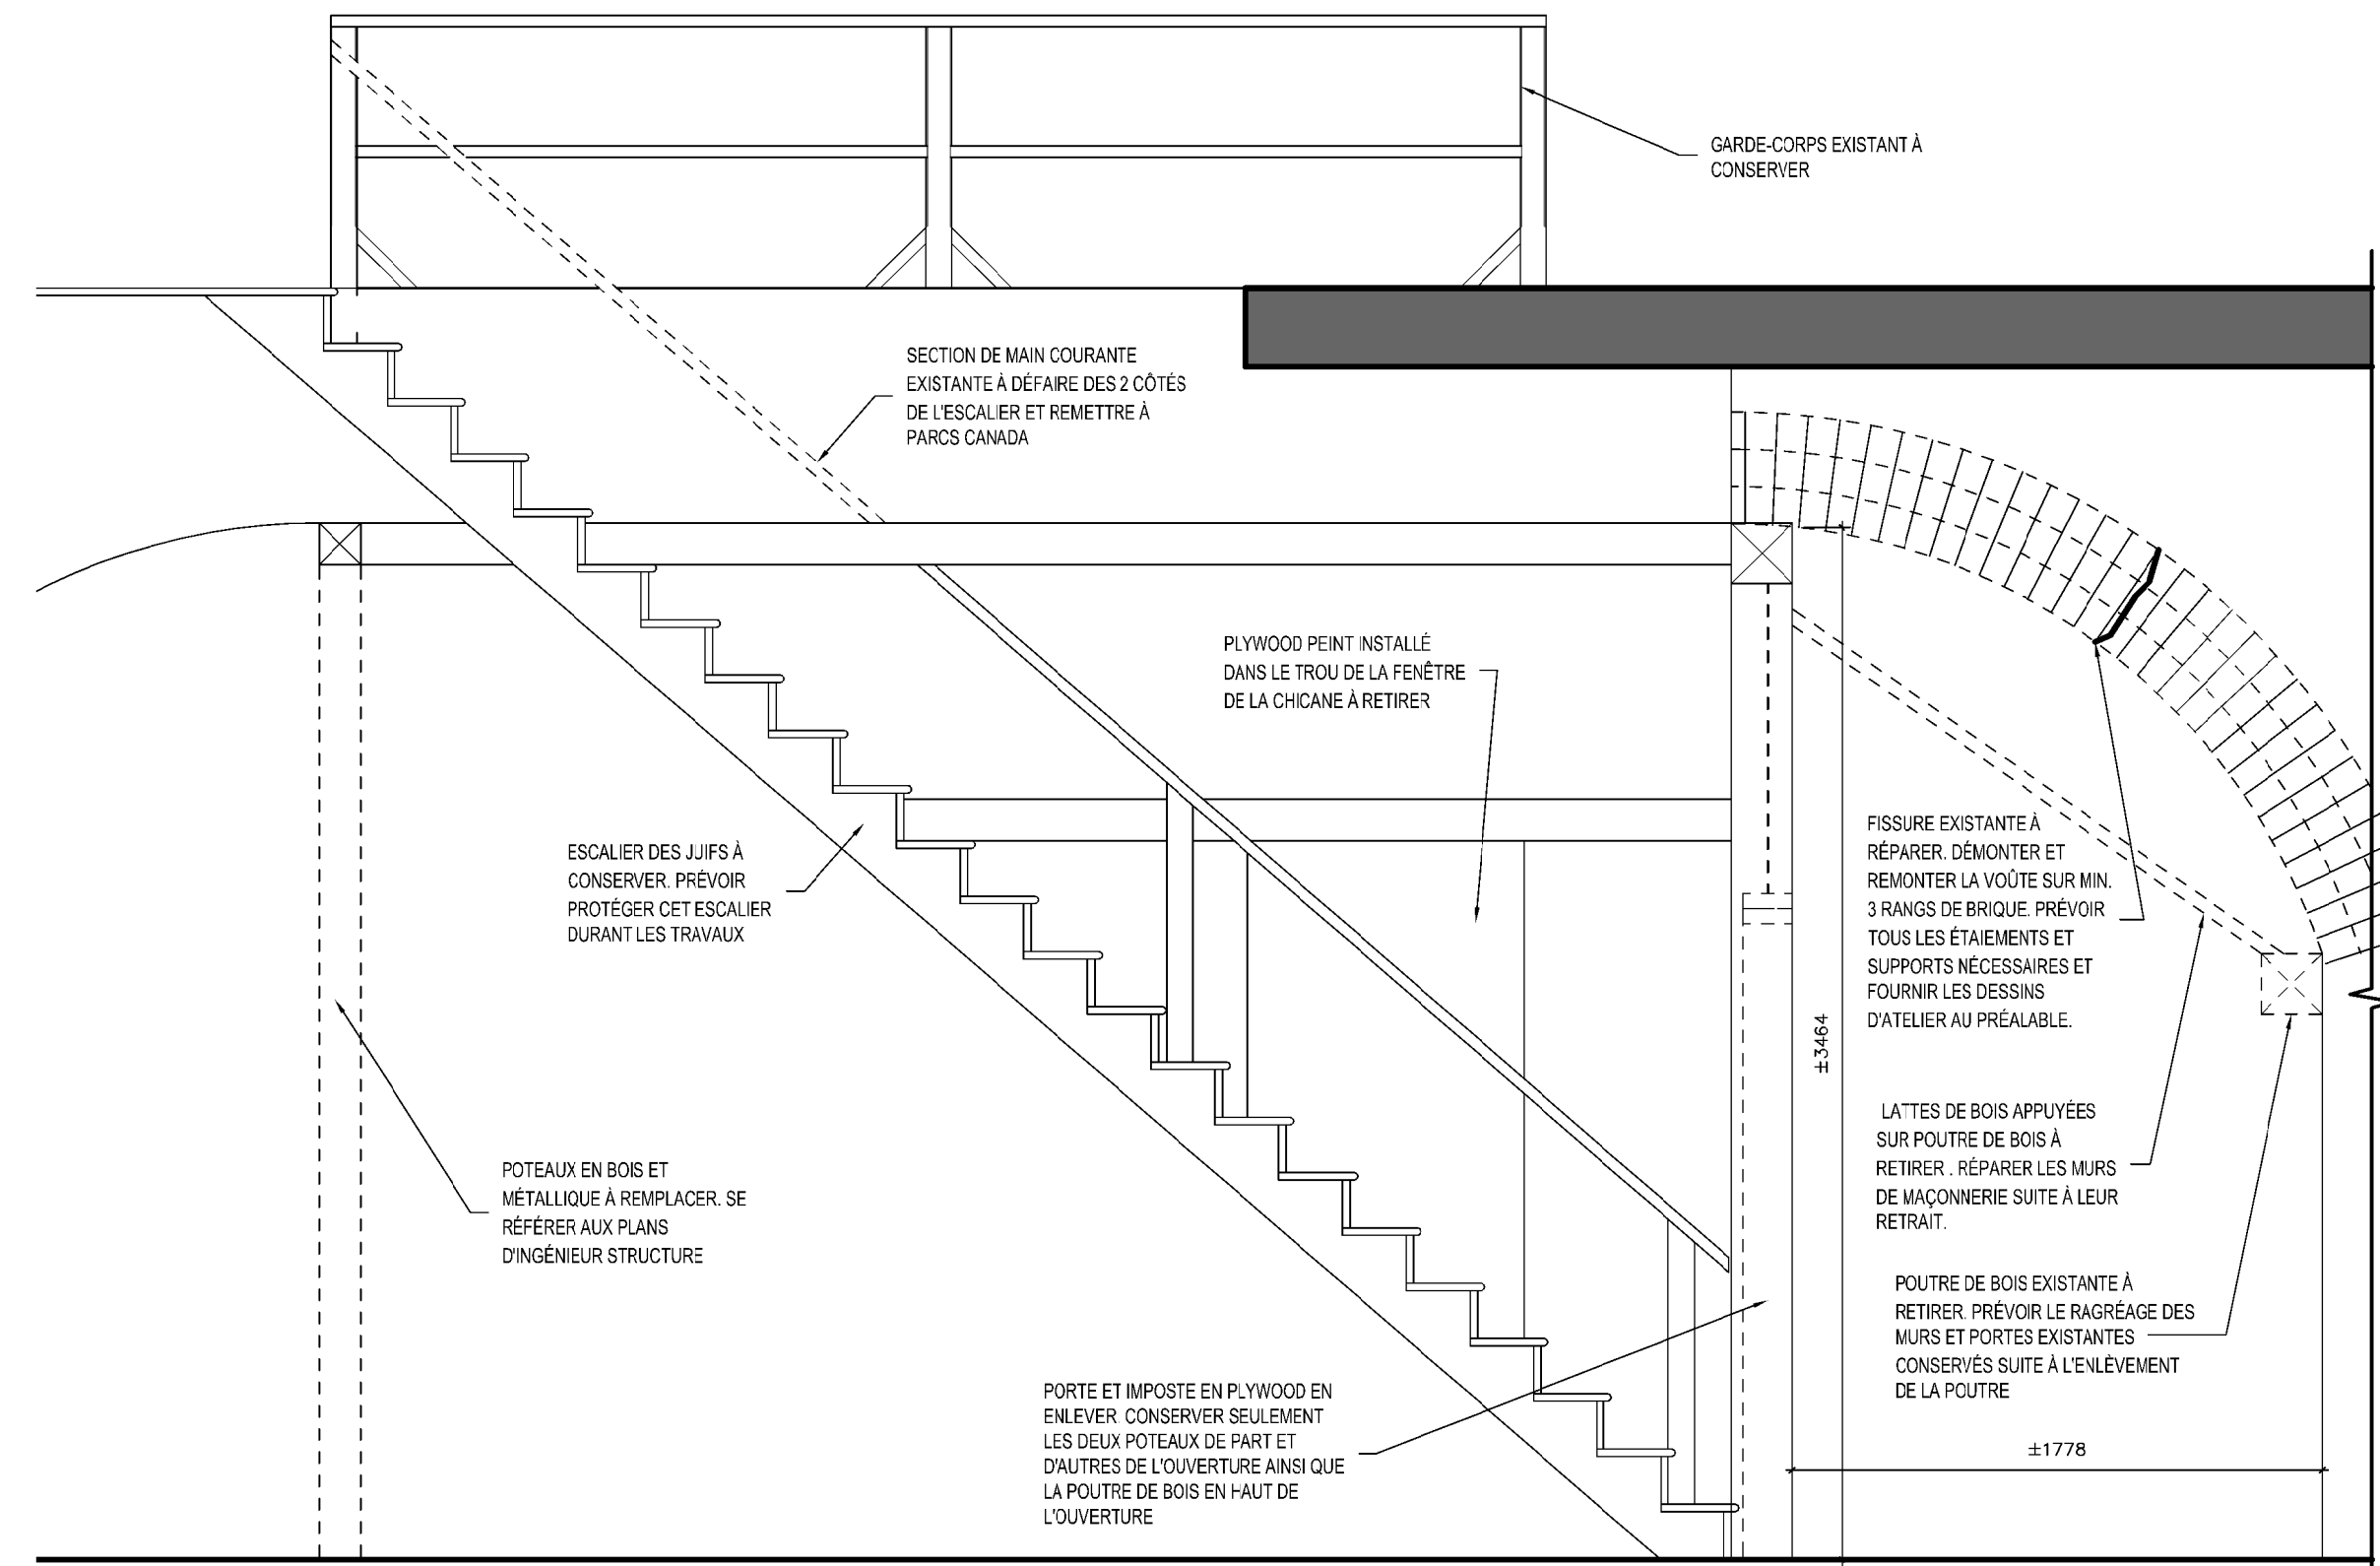 GARDE-CORPS EXISTANT À
CONSERVER
SECTION DE MAIN COURANTE
EXISTANTE À DÉFAIRE DES 2 CÔTÉS
DE L'ESCALIER ET REMETTRE À
PARCS CANADA
PLYWOOD PEINT INSTALLÉ
DANS LE TROU DE LA FENÊTRE
DE LA CHICANE À RETIRER
ESCALIER DES JUIFS À
CONSERVER. PRÉVOIR
PROTÉGER CET ESCALIER
DURANT LES TRAVAUX
FISSURE EXISTANTE À
RÉPARER. DÉMONTER ET
REMONTER LA VOÛTE SUR MIN.
3 RANGS DE BRIQUE. PRÉVOIR
TOUS LES ÉTAIEMENTS ET
SUPPORTS NÉCESSAIRES ET
FOURNIR LES DESSINS
D'ATELIER AU PRÉALABLE.
±3464
LATTES DE BOIS APPUYÉES
SUR POUTRE DE BOIS À
RETIRER . RÉPARER LES MURS
DE MAÇONNERIE SUITE À LEUR
RETRAIT.
POTEAUX EN BOIS ET
MÉTALLIQUE À REMPLACER. SE
RÉFÉRER AUX PLANS
D'INGÉNIEUR STRUCTURE
POUTRE DE BOIS EXISTANTE À
RETIRER. PRÉVOIR LE RAGRÉAGE DES
MURS ET PORTES EXISTANTES
CONSERVÉS SUITE À L'ENLÈVEMENT
DE LA POUTRE
PORTE ET IMPOSTE EN PLYWOOD EN
ENLEVER. CONSERVER SEULEMENT
LES DEUX POTEAUX DE PART ET
D'AUTRES DE L'OUVERTURE AINSI QUE
LA POUTRE DE BOIS EN HAUT DE
L'OUVERTURE
±1778